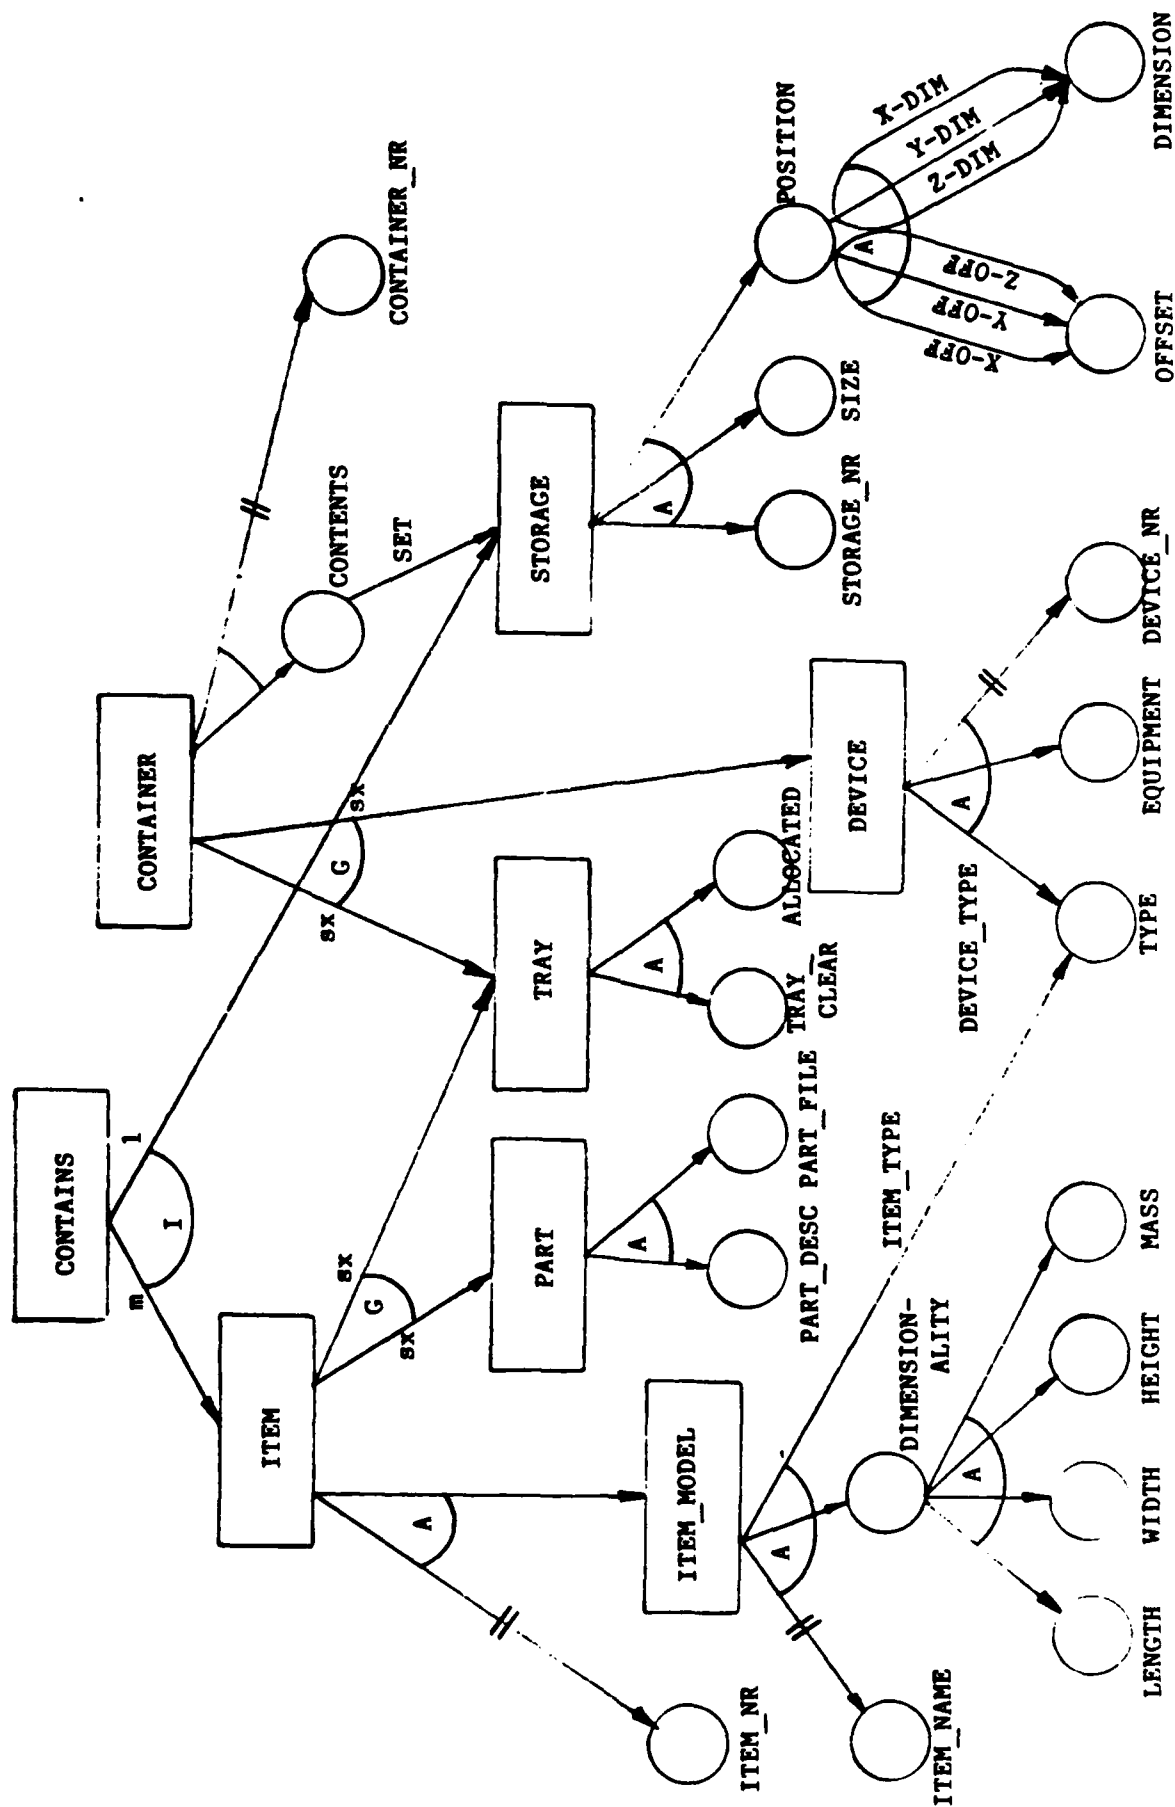 CONTAINS
m
I
1
CONTAINER
ITEM
sx
G
sx
sx
G
sx
CONTENTS
SET
CONTAINER_NR
A
PART
TRAY
STORAGE
ITEM_MODEL
A
A
A
POSITION
ITEM_NR
A
PART_DESC
PART_FILE
TRAY_
CLEAR
ALLOCATED
DEVICE
STORAGE_NR
SIZE
A
X-DIM
Y-DIM
Z-DIM
X-OFF
Y-OFF
Z-OFF
ITEM_NAME
DIMENSION-
ALITY
ITEM_TYPE
DEVICE_TYPE
A
A
LENGTH
WIDTH
HEIGHT
MASS
TYPE
EQUIPMENT
DEVICE_NR
OFFSET
DIMENSION